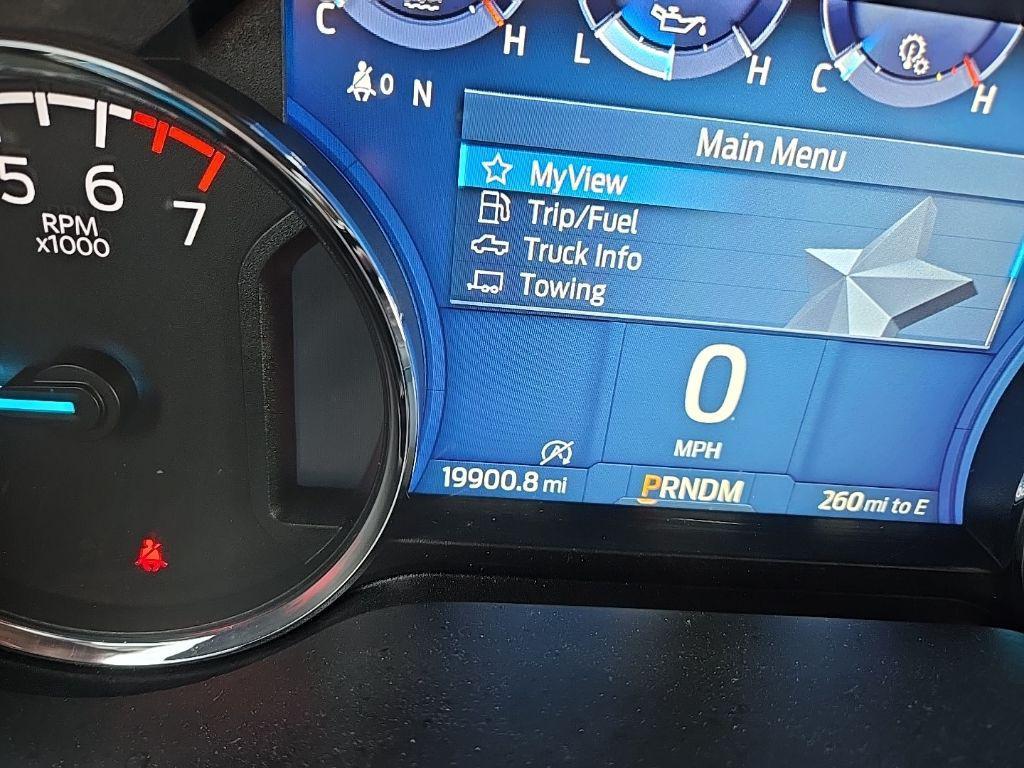 C H L H C H
0 N
Main Menu
MyView
Trip/Fuel
Truck Info
Towing
5 6 7
RPM
x1000
0
MPH
19900.8 mi PRNDM 260 mi to E